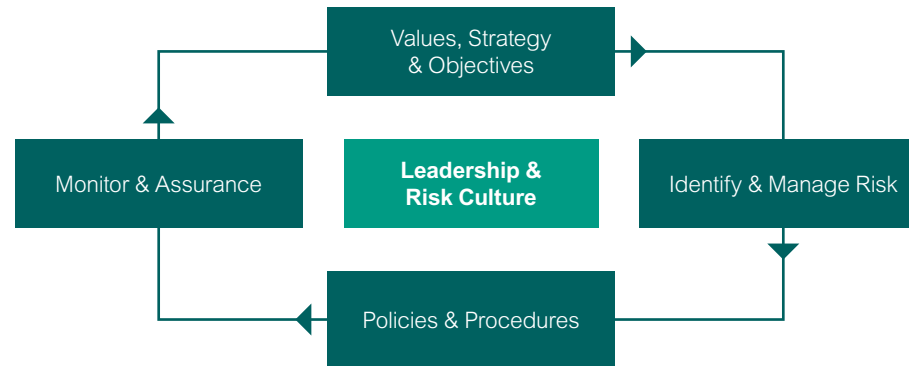 Values, Strategy
& Objectives
Monitor & Assurance
Leadership &
Risk Culture
Identify & Manage Risk
Policies & Procedures